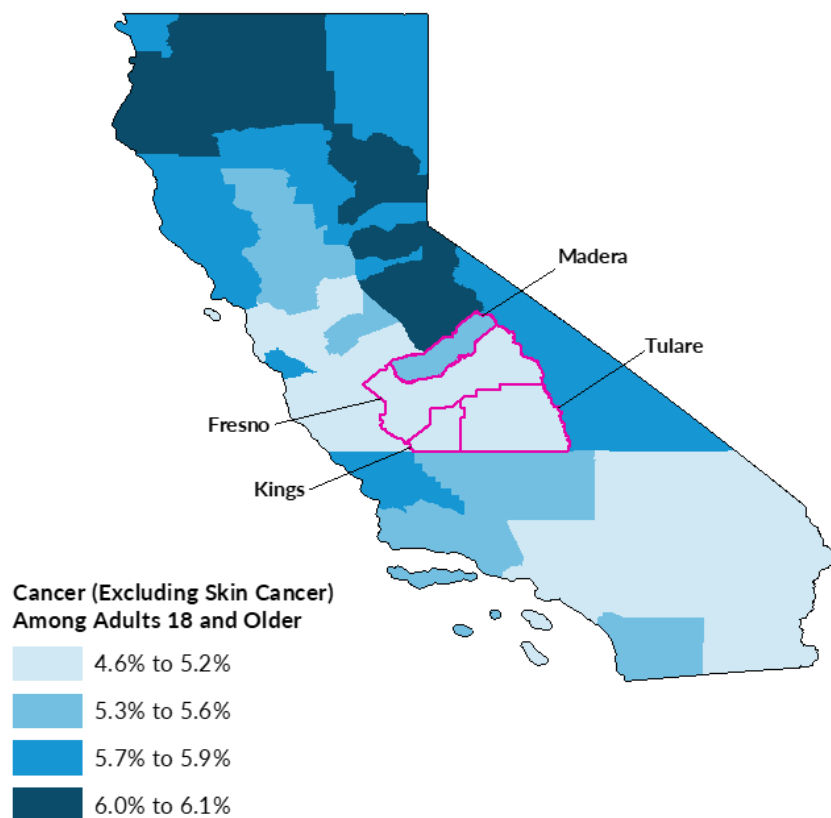 Madera
Tulare
Fresno
Kings
Cancer (Excluding Skin Cancer)
Among Adults 18 and Older
4.6% to 5.2%
5.3% to 5.6%
5.7% to 5.9%
6.0% to 6.1%